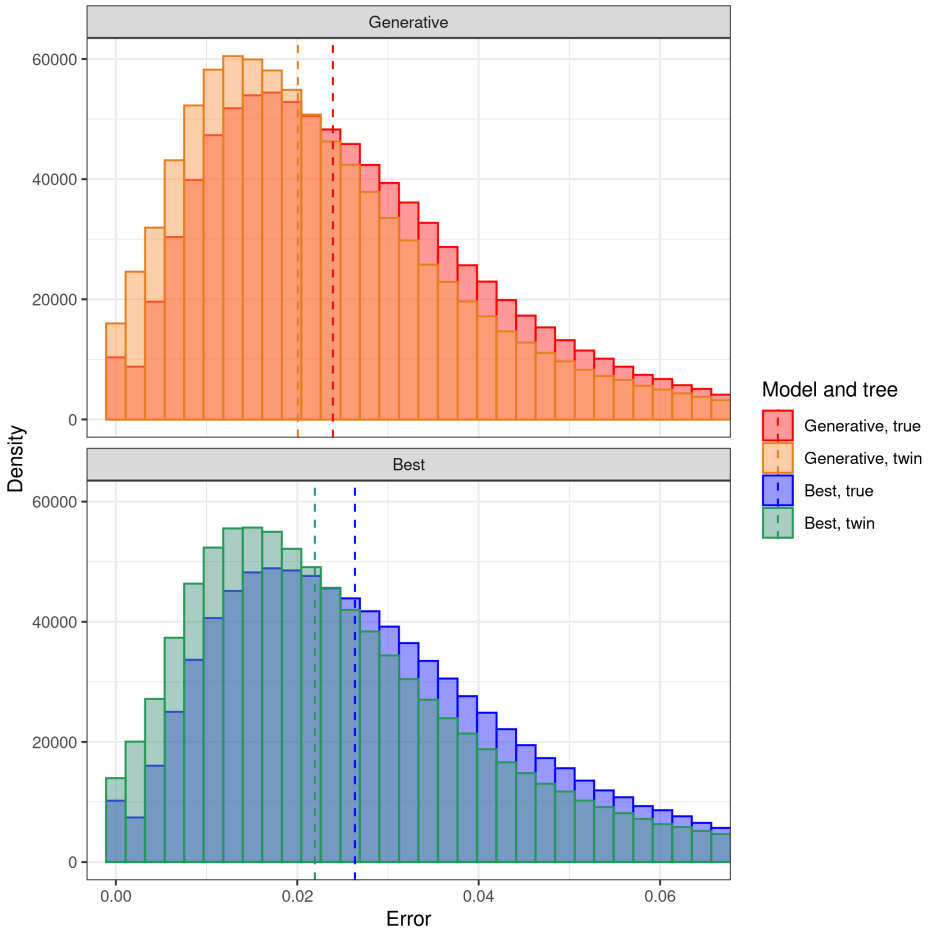 Generative
60000
40000
20000
0
Density
Best
60000
40000
20000
0
0.00 0.02 0.04 0.06
Error
Model and tree
Generative, true
Generative, twin
Best, true
Best, twin